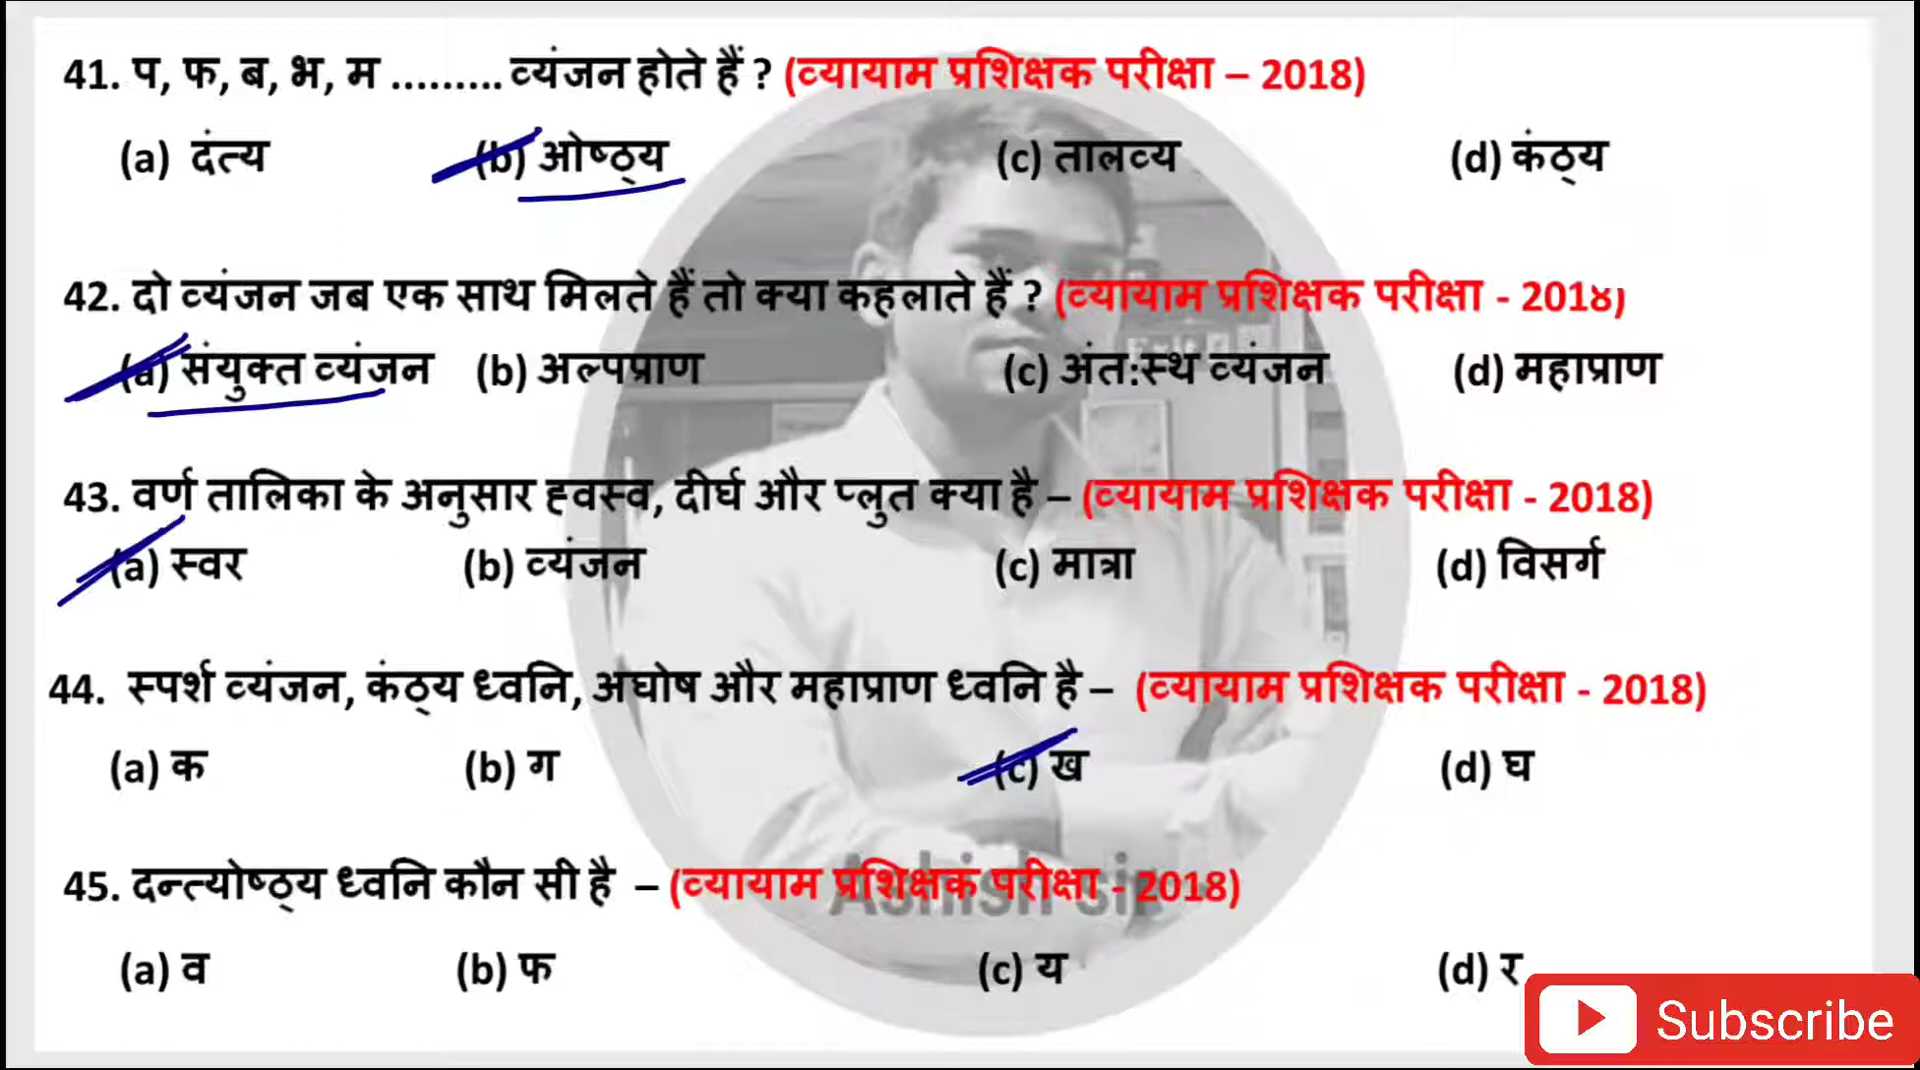 41. प, फ, ब, भ, म ......... व्यंजन होते हैं ? (व्यायाम प्रशिक्षक परीक्षा – 2018)
(a) दंत्य (b) ओष्ठ्य (c) तालव्य (d) कंठ्य
42. दो व्यंजन जब एक साथ मिलते हैं तो क्या कहलाते हैं ? (व्यायाम प्रशिक्षक परीक्षा - 2018)
(a) संयुक्त व्यंजन (b) अल्पप्राण (c) अंत:स्थ व्यंजन (d) महाप्राण
43. वर्ण तालिका के अनुसार ह्वस्व, दीर्घ और प्लुत क्या है – (व्यायाम प्रशिक्षक परीक्षा - 2018)
(a) स्वर (b) व्यंजन (c) मात्रा (d) विसर्ग
44. स्पर्श व्यंजन, कंठ्य ध्वनि, अघोष और महाप्राण ध्वनि है – (व्यायाम प्रशिक्षक परीक्षा - 2018)
(a) क (b) ग (c) ख (d) घ
45. दन्त्योष्ठ्य ध्वनि कौन सी है – (व्यायाम प्रशिक्षक परीक्षा - 2018)
Ashish sir
(a) व (b) फ (c) य (d) र
Subscribe